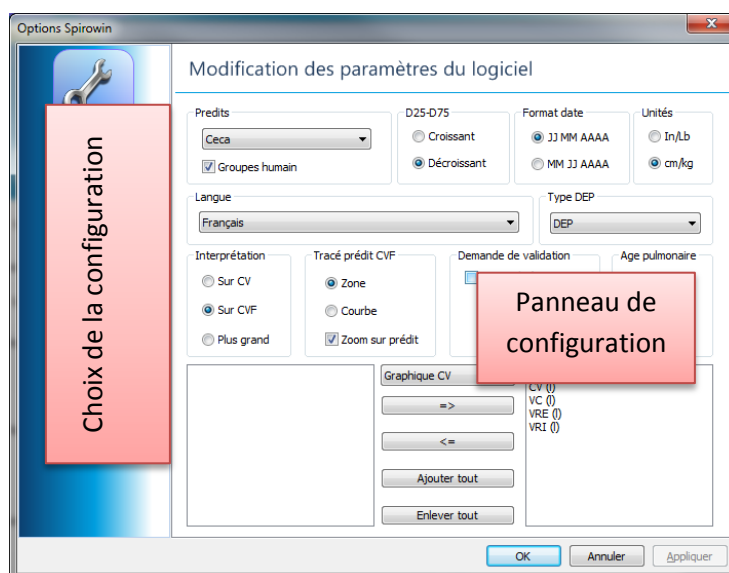 Options Spirowin
Modification des paramètres du logiciel
Choix de la configuration
Predits
Ceca
Groupes humain
D25-D75
Croissant
Décroissant
Format date
JJ MM AAAA
MM JJ AAAA
Unités
In/Lb
cm/kg
Langue
Français
Type DEP
DEP
Interprétation
Sur CV
Sur CVF
Plus grand
Tracé prédit CVF
Zone
Courbe
Zoom sur prédit
Demande de validation
Age pulmonaire
Panneau de
configuration
Graphique CV
=>
<=
Ajouter tout
Enlever tout
CV (l)
VC (l)
VRE (l)
VRI (l)
OK
Annuler
Appliquer